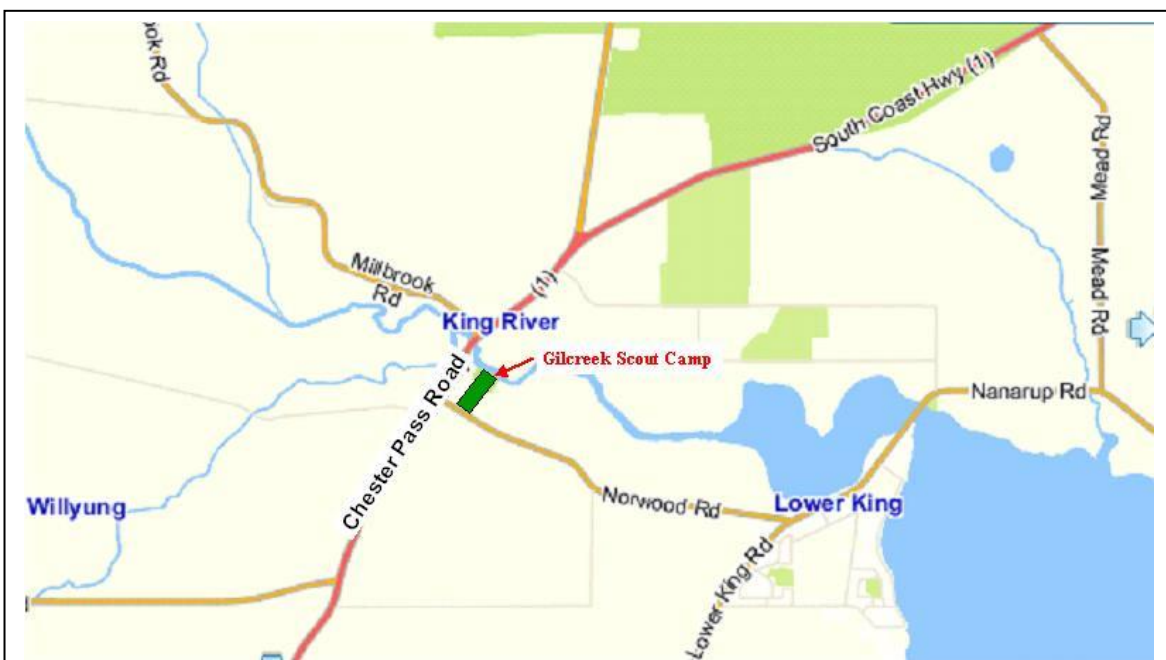 ook Rd
South Coast Hwy (1)
Mead Rd
Millbrook
Rd
(1)
King River
Mead Rd
Gilcreek Scout Camp
Chester Pass Road
Nanarup Rd
Willyung
Norwood Rd
Lower King
Lower King Rd